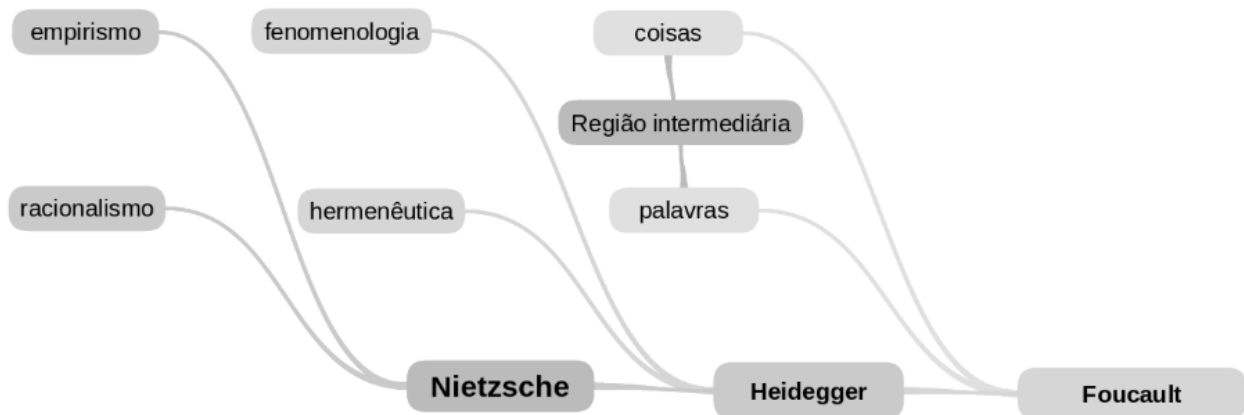 empirismo
fenomenologia
coisas
Região intermediária
racionalismo
hermenêutica
palavras
Nietzsche
Heidegger
Foucault